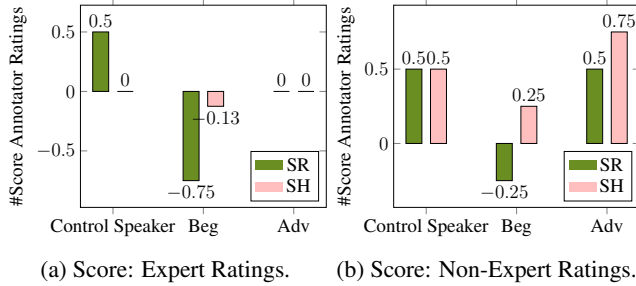 #Score Annotator Ratings
0.5
0
−0.5
0.5
0
−0.75
−0.13
0
0
SR
SH
Control Speaker Beg Adv
(a) Score: Expert Ratings.
#Score Annotator Ratings
0.5
0
0.5 0.5
−0.25
0.25
0.5
0.75
SR
SH
Control Speaker Beg Adv
(b) Score: Non-Expert Ratings.